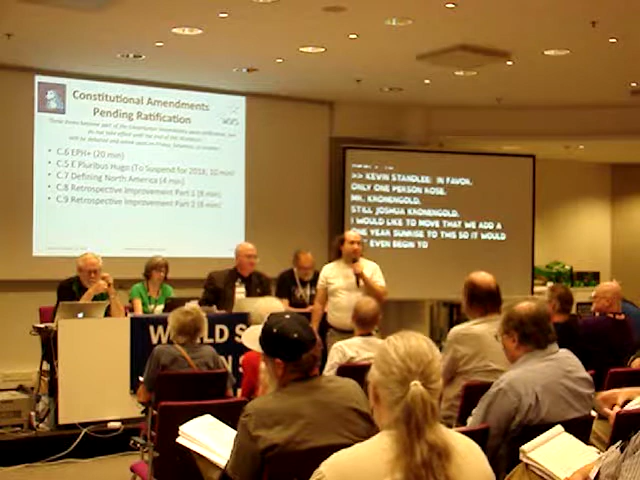 Constitutional Amendments
Pending Ratification
• C.6 EPH+ (20 min)
• C.5 E Pluribus Hugo (To Suspend for 2018; 10 min)
• C.7 Defining North America (4 min)
• C.8 Retrospective Improvement Part 1 (8 min)
• C.9 Retrospective Improvement Part 2 (8 min)
>> KEVIN STANDLEE: IN FAVOR.
ONLY ONE PERSON ROSE.
MR. KRONENGOLD.
STILL JOSHUA KRONENGOLD.
I WOULD LIKE TO MOVE THAT WE ADD A
ONE YEAR SUNRISE TO THIS SO IT WOULD
EVEN BEGIN TO
WORLD S